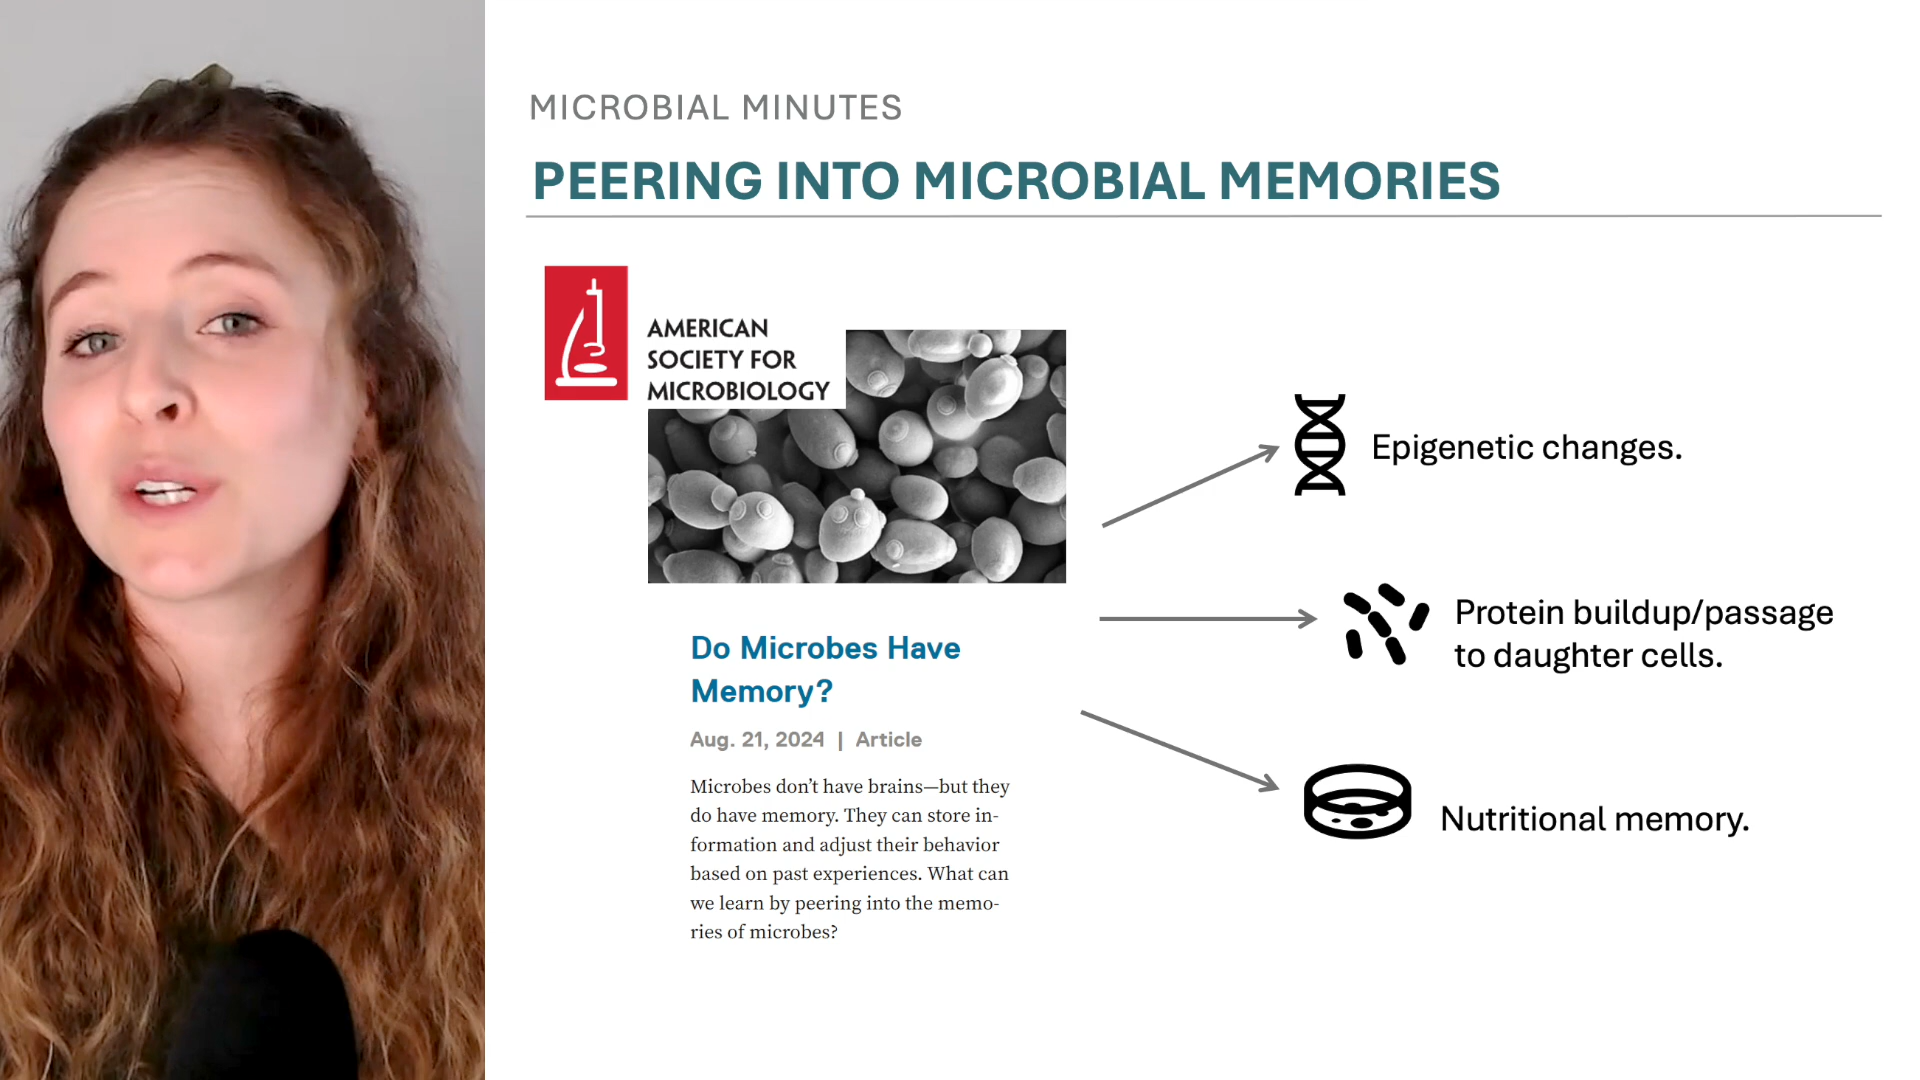 MICROBIAL MINUTES
PEERING INTO MICROBIAL MEMORIES
AMERICAN
SOCIETY FOR
MICROBIOLOGY
Do Microbes Have
Memory?
Aug. 21, 2024 | Article
Microbes don’t have brains—but they
do have memory. They can store in-
formation and adjust their behavior
based on past experiences. What can
we learn by peering into the memo-
ries of microbes?
Epigenetic changes.
Protein buildup/passage
to daughter cells.
Nutritional memory.